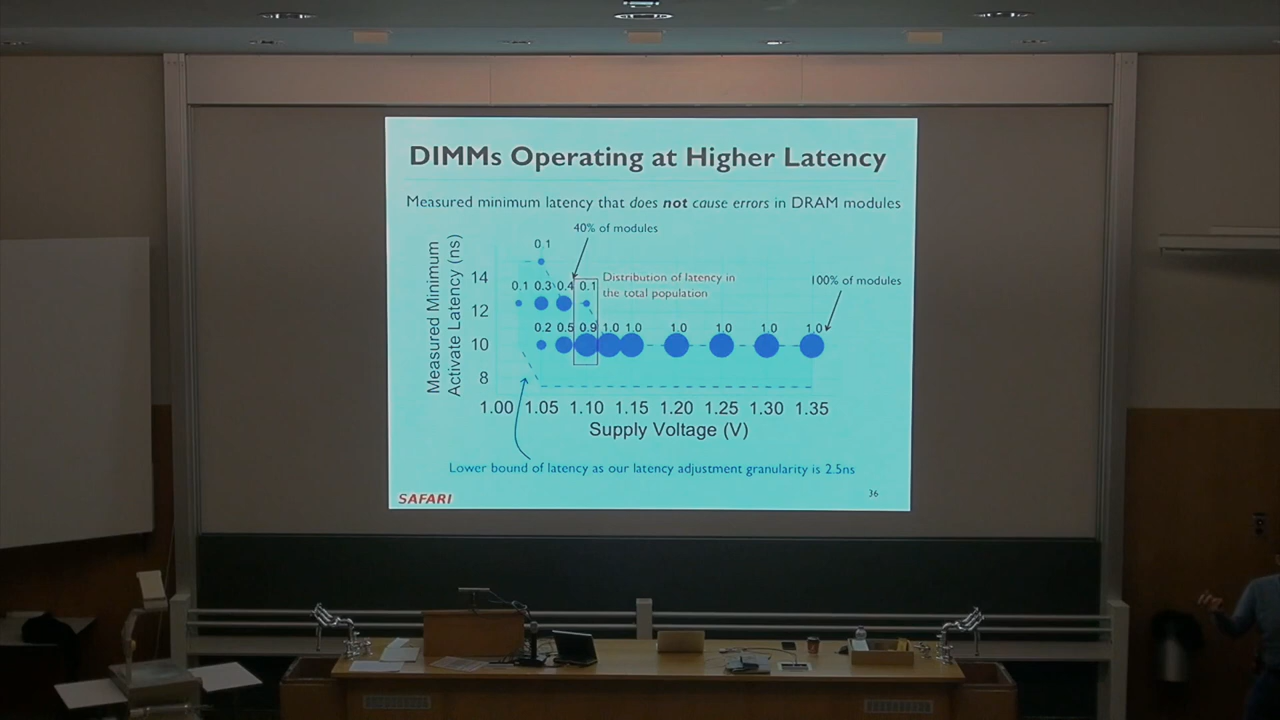 DIMMs Operating at Higher Latency
Measured minimum latency that does not cause errors in DRAM modules
40% of modules
0.1
Distribution of latency in
the total population
100% of modules
Measured Minimum
Activate Latency (ns)
14
0.1 0.3 0.4 0.1
12
0.2 0.5 0.9 1.0 1.0 1.0 1.0 1.0 1.0
10
8
1.00 1.05 1.10 1.15 1.20 1.25 1.30 1.35
Supply Voltage (V)
Lower bound of latency as our latency adjustment granularity is 2.5ns
SAFARI
36